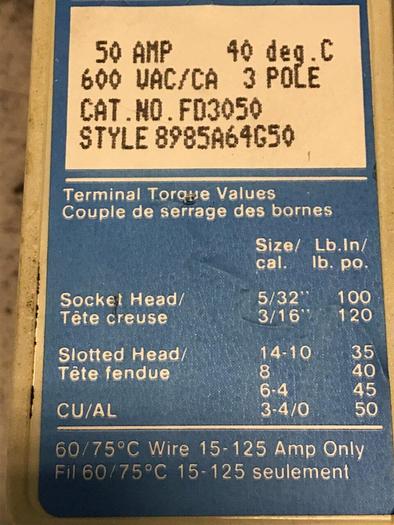 50 AMP 40 deg.C
600 VAC/CA 3 POLE
CAT.NO.FD3050
STYLE 8985A64G50
Terminal Torque Values
Couple de serrage des bornes
Size/ Lb.In/
cal. lb. po.
Socket Head/ 5/32" 100
Tête creuse 3/16" 120
Slotted Head/ 14-10 35
Tête fendue 8 40
6-4 45
CU/AL 3-4/0 50
60/75°C Wire 15-125 Amp Only
Fil 60/75°C 15-125 seulement